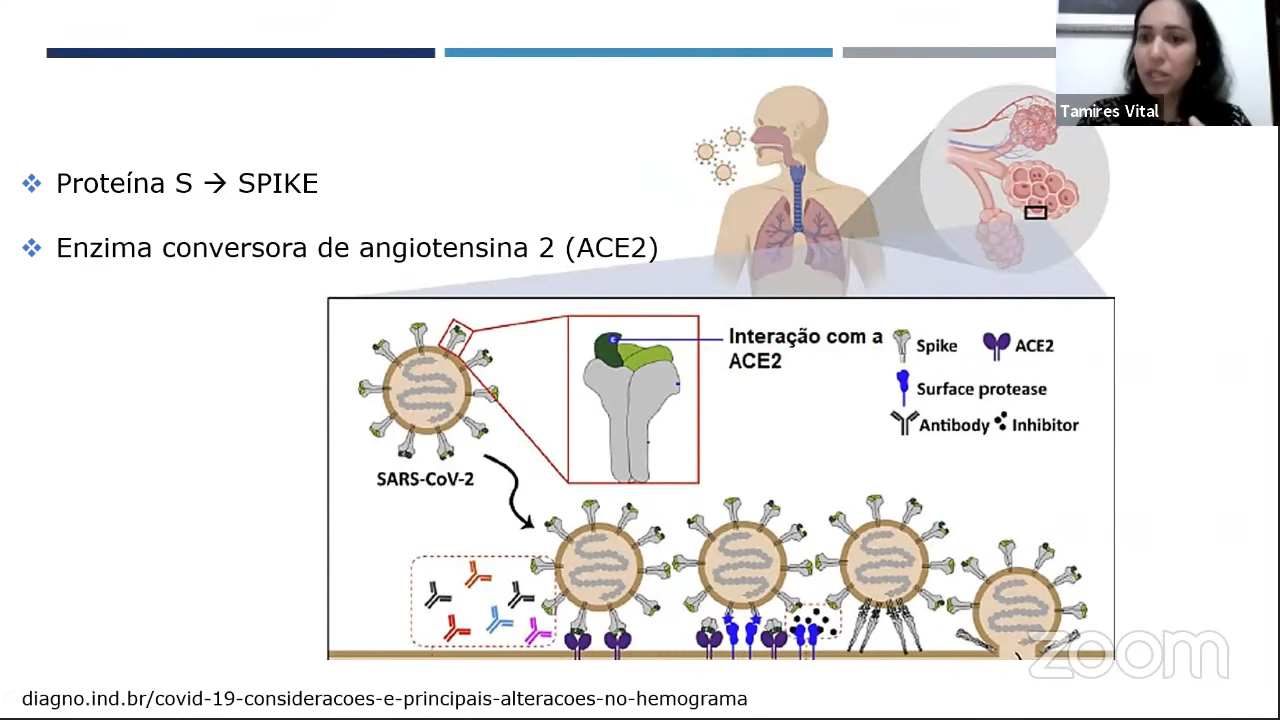 Tamires Vital
Proteína S → SPIKE
Enzima conversora de angiotensina 2 (ACE2)
Interação com a
ACE2
Spike
ACE2
Surface protease
Antibody
Inhibitor
SARS-CoV-2
zoom
diagno.ind.br/covid-19-consideracoes-e-principais-alteracoes-no-hemograma